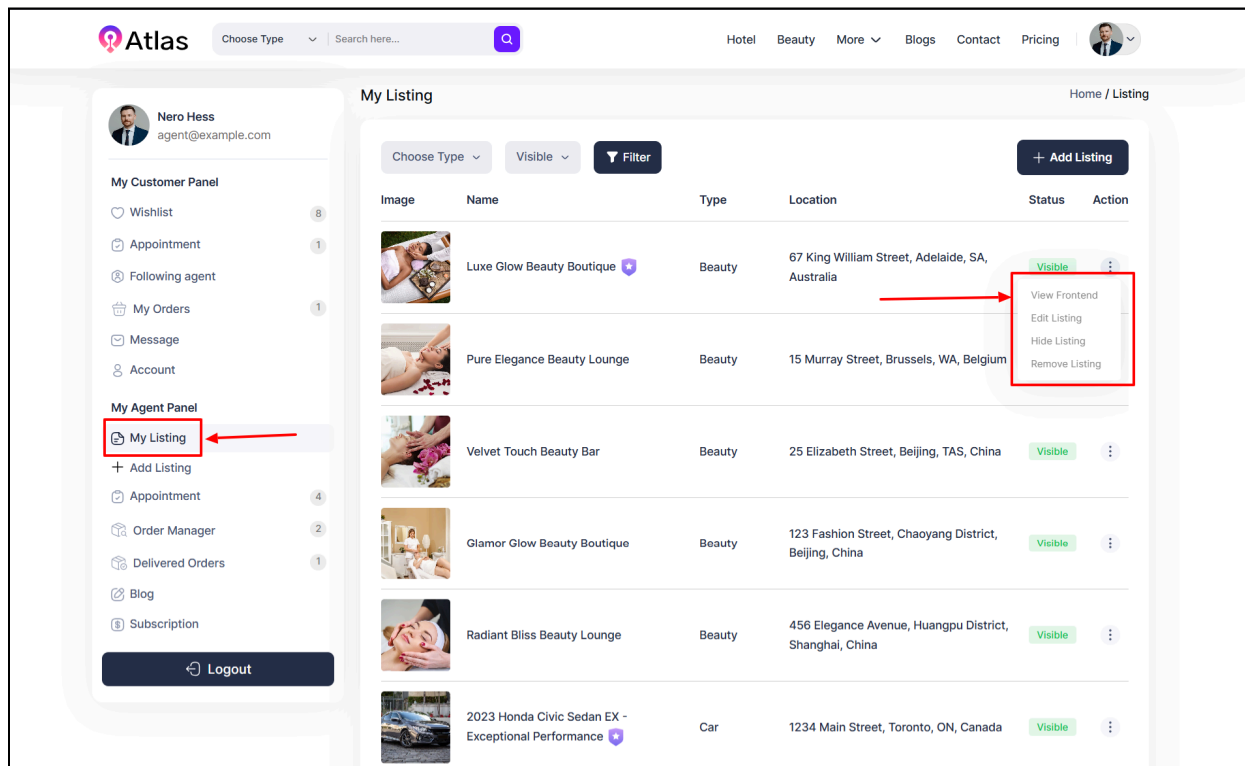 Atlas
Choose Type
Search here...
Hotel
Beauty
More
Blogs
Contact
Pricing
Nero Hess
agent@example.com
My Customer Panel
Wishlist 8
Appointment 1
Following agent
My Orders 1
Message
Account
My Agent Panel
My Listing
Add Listing
Appointment 4
Order Manager 2
Delivered Orders 1
Blog
Subscription
Logout
My Listing
Home / Listing
Choose Type
Visible
Filter
+ Add Listing
Image Name Type Location Status Action
Luxe Glow Beauty Boutique
Beauty
67 King William Street, Adelaide, SA,
Australia
Visible
View Frontend
Edit Listing
Hide Listing
Remove Listing
Pure Elegance Beauty Lounge
Beauty
15 Murray Street, Brussels, WA, Belgium
Velvet Touch Beauty Bar
Beauty
25 Elizabeth Street, Beijing, TAS, China
Visible
Glamor Glow Beauty Boutique
Beauty
123 Fashion Street, Chaoyang District,
Beijing, China
Visible
Radiant Bliss Beauty Lounge
Beauty
456 Elegance Avenue, Huangpu District,
Shanghai, China
Visible
2023 Honda Civic Sedan EX -
Exceptional Performance
Car
1234 Main Street, Toronto, ON, Canada
Visible